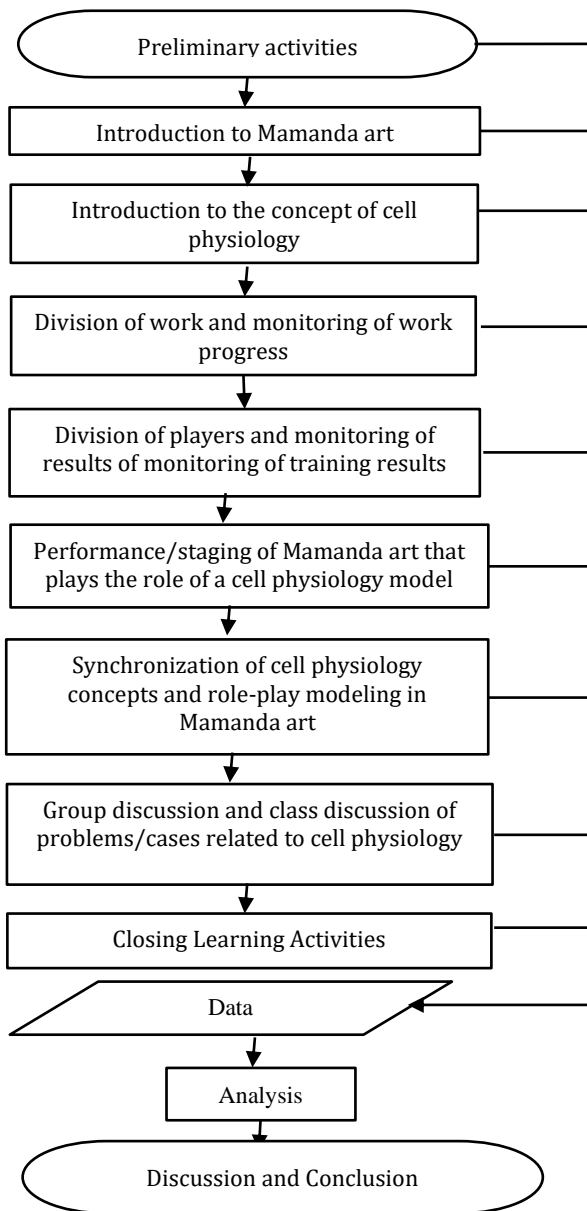 Preliminary activities
Introduction to Mamanda art
Introduction to the concept of cell
physiology
Division of work and monitoring of work
progress
Division of players and monitoring of
results of monitoring of training results
Performance/staging of Mamanda art that
plays the role of a cell physiology model
Synchronization of cell physiology
concepts and role-play modeling in
Mamanda art
Group discussion and class discussion of
problems/cases related to cell physiology
Closing Learning Activities
Data
Analysis
Discussion and Conclusion